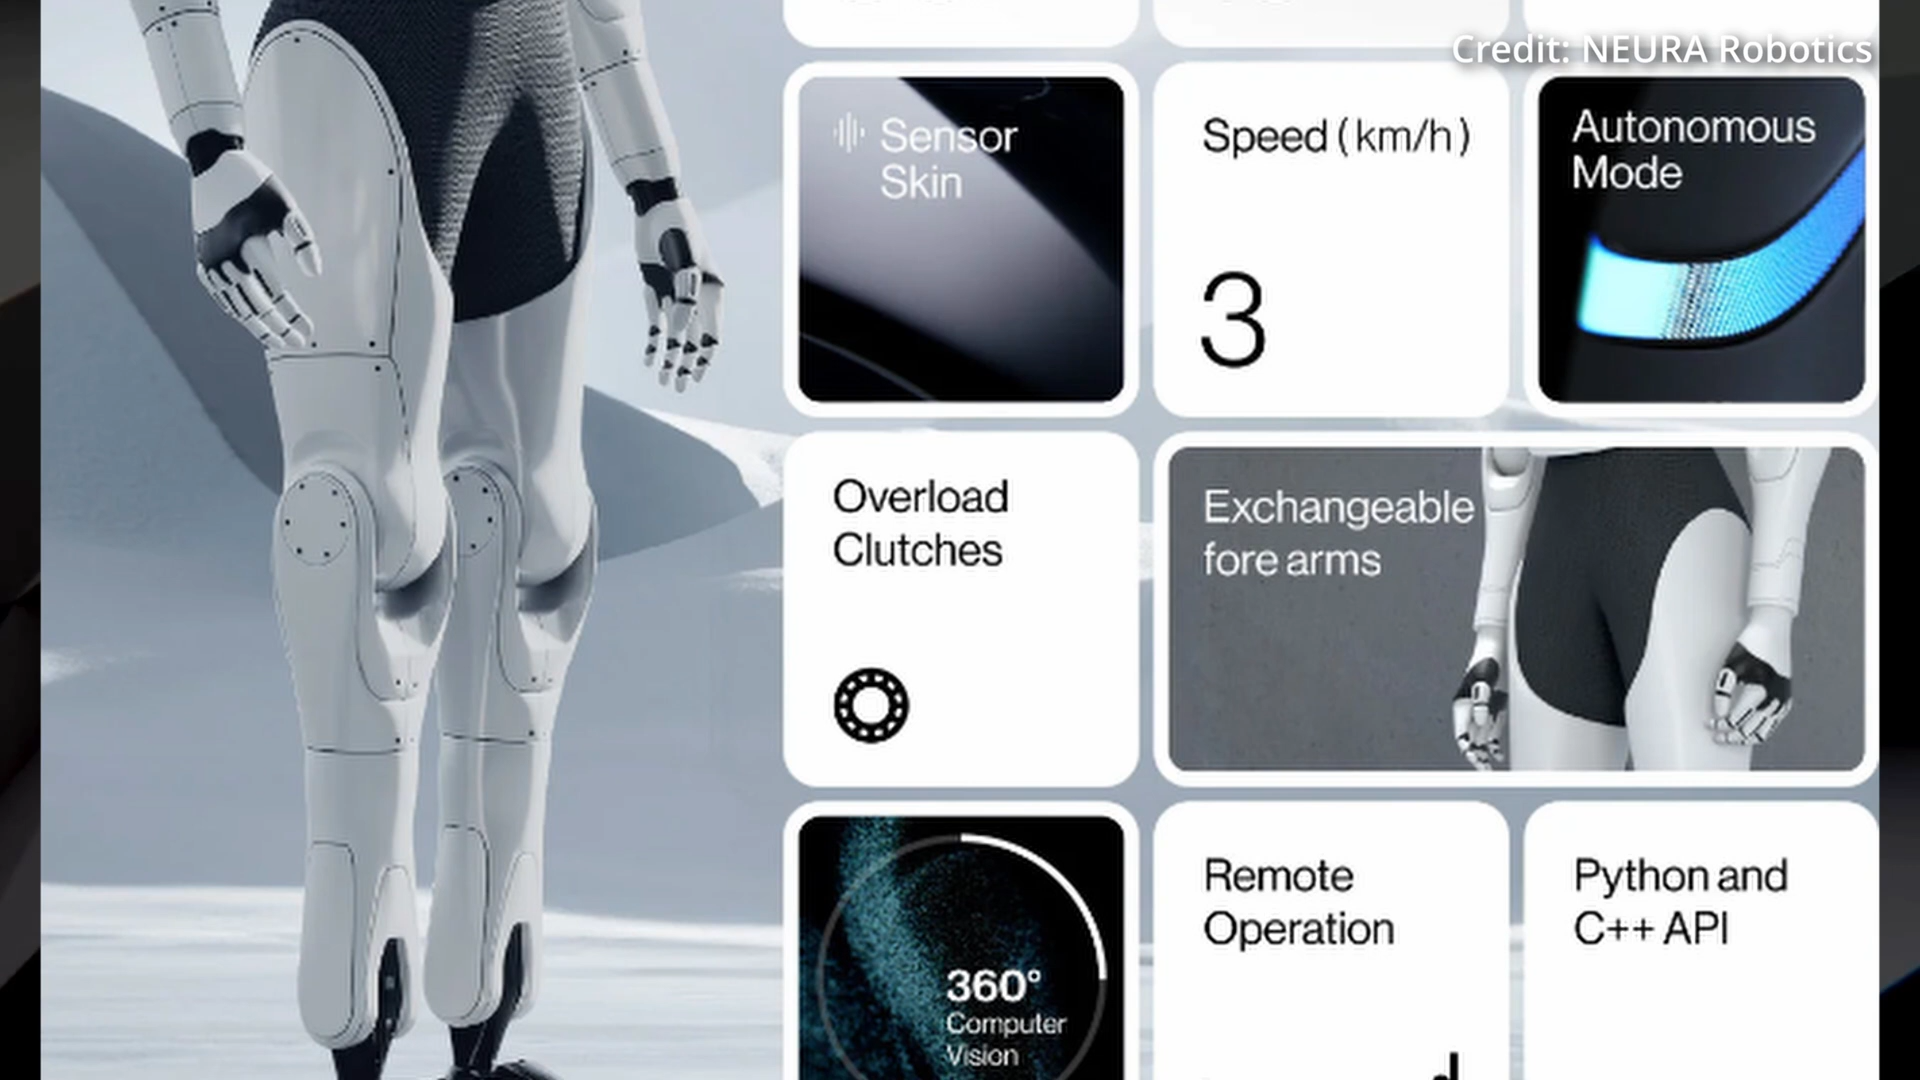 Credit: NEURA Robotics
Sensor
Skin
Speed (km/h)
3
Autonomous
Mode
Overload
Clutches
Exchangeable
fore arms
360°
Computer
Vision
Remote
Operation
Python and
C++ API